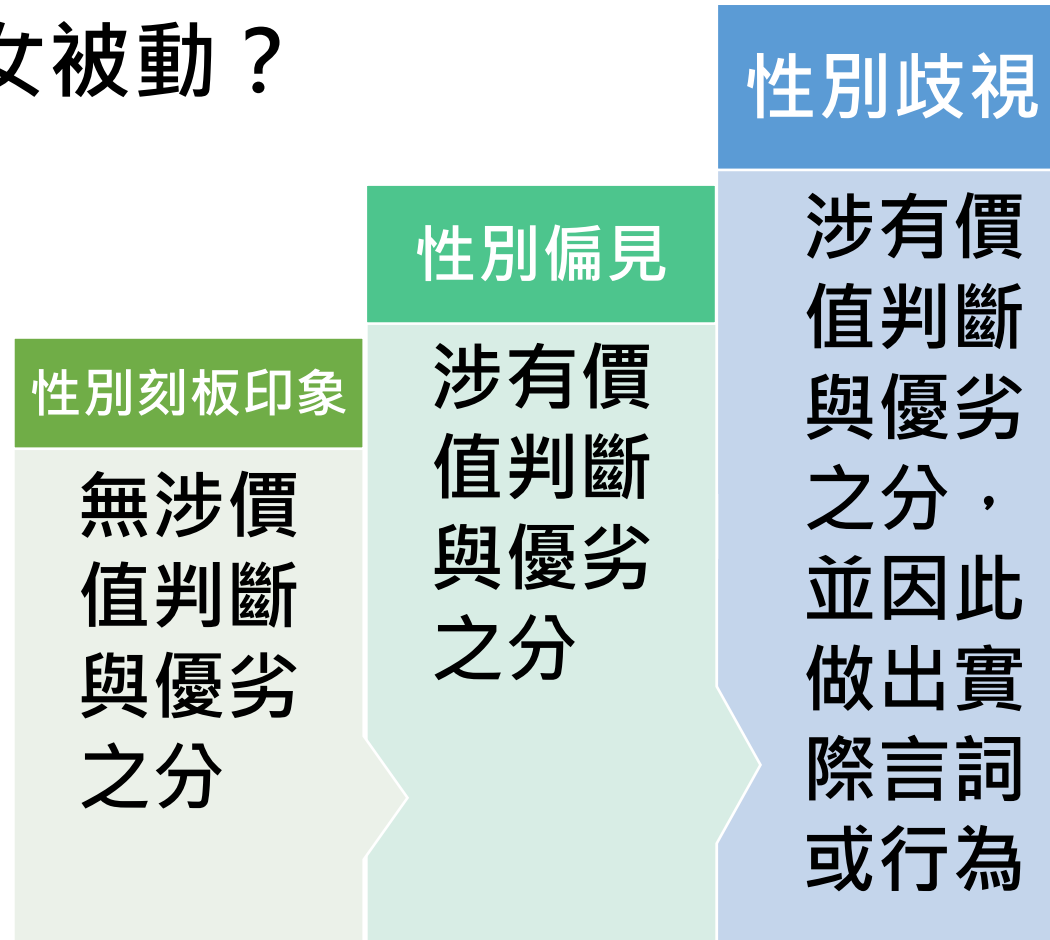 女被動？
性別刻板印象
無涉價
值判斷
與優劣
之分
性別偏見
涉有價
值判斷
與優劣
之分
性別歧視
涉有價
值判斷
與優劣
之分，
並因此
做出實
際言詞
或行為